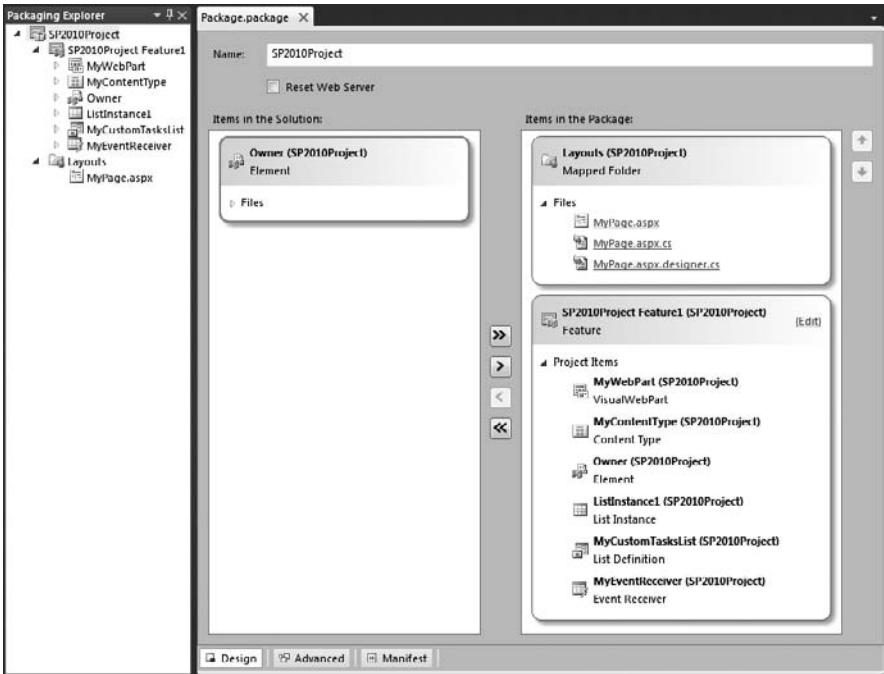 Packaging Explorer
SP2010Project
SP2010Project Feature1
MyWebPart
MyContentType
Owner
ListInstance1
MyCustomTasksList
MyEventReceiver
Layouts
MyPage.aspx
Package.package
Name: SP2010Project
Reset Web Server
Items in the Solution:
Owner (SP2010Project)
Element
Files
Items in the Package:
Layouts (SP2010Project)
Mapped Folder
Files
MyPage.aspx
MyPage.aspx.cs
MyPage.aspx.designer.cs
SP2010Project Feature1 (SP2010Project)
(Edit)
Feature
Project Items
MyWebPart (SP2010Project)
VisualWebPart
MyContentType (SP2010Project)
Content Type
Owner (SP2010Project)
Element
ListInstance1 (SP2010Project)
List Instance
MyCustomTasksList (SP2010Project)
List Definition
MyEventReceiver (SP2010Project)
Event Receiver
Design Advanced Manifest